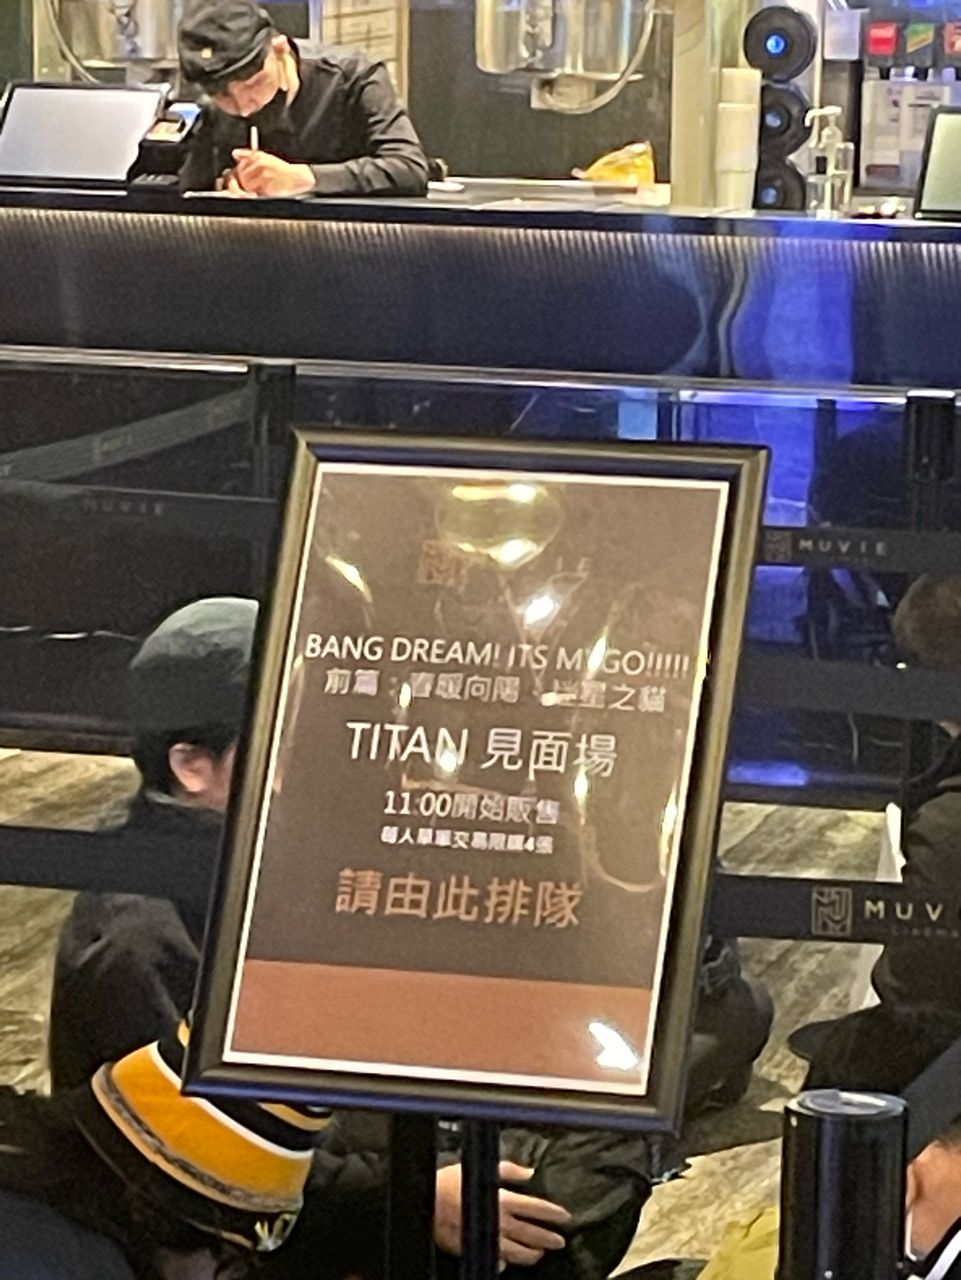 MUVIE
MUVIE
BANG DREAM! ITS MYGO!!!!!
前篇：春暖向陽、迷星之貓
TITAN 見面場
11:00開始販售
每人單筆交易限購4張
請由此排隊
MUV
Cinema